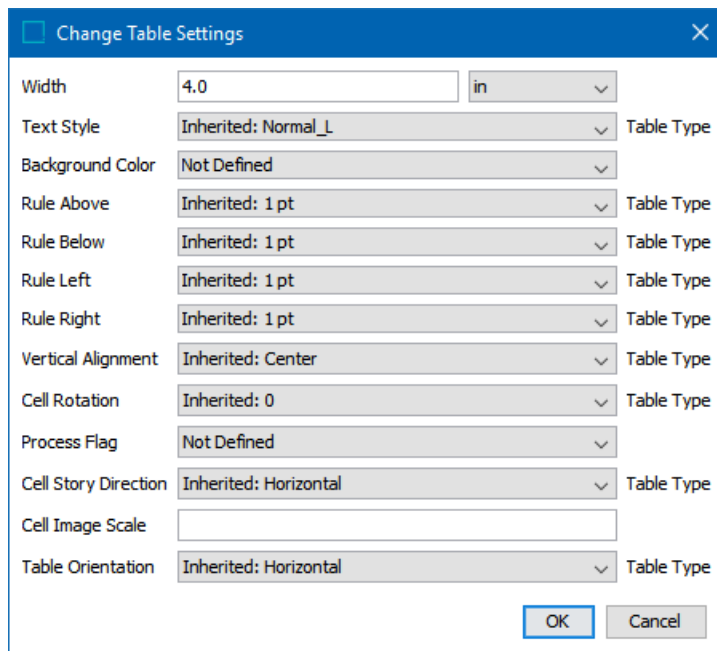 Change Table Settings
Width 4.0 in
Text Style Inherited: Normal_L Table Type
Background Color Not Defined
Rule Above Inherited: 1 pt Table Type
Rule Below Inherited: 1 pt Table Type
Rule Left Inherited: 1 pt Table Type
Rule Right Inherited: 1 pt Table Type
Vertical Alignment Inherited: Center Table Type
Cell Rotation Inherited: 0 Table Type
Process Flag Not Defined
Cell Story Direction Inherited: Horizontal Table Type
Cell Image Scale
Table Orientation Inherited: Horizontal Table Type
OK Cancel